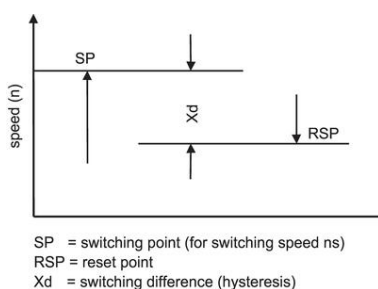 SP
speed (n)
Xd
RSP
SP = switching point (for switching speed ns)
RSP = reset point
Xd = switching difference (hysteresis)